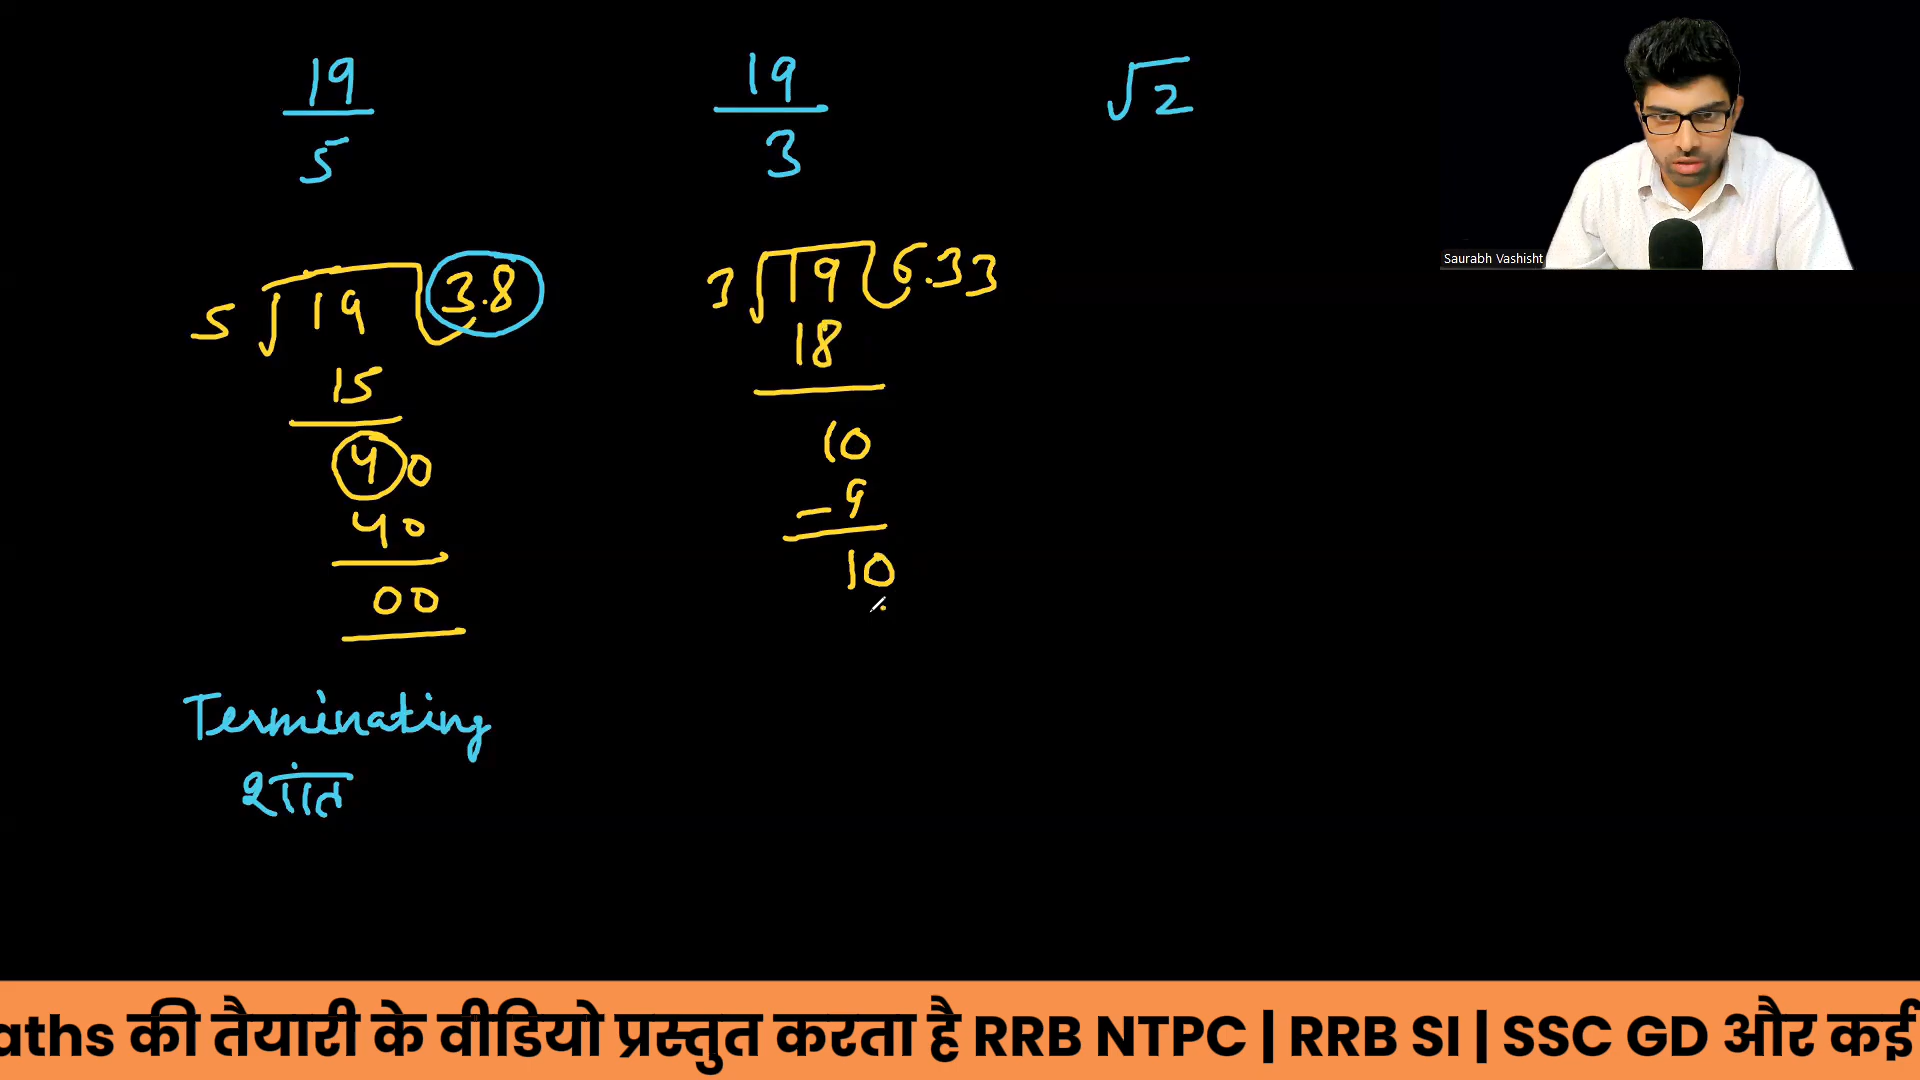 19
5
5 19 3.8
15
40
40
00
Terminating
शांत
19
3
3 19 6.33
18
10
- 9
10
√2
Saurabh Vashisht
aths की तैयारी के वीडियो प्रस्तुत करता है RRB NTPC | RRB SI | SSC GD और कई